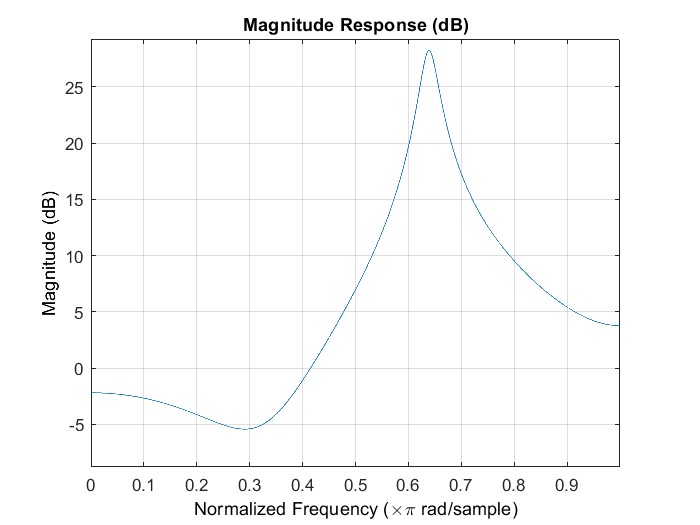 Magnitude Response (dB)
Magnitude (dB)
25
20
15
10
5
0
-5
0 0.1 0.2 0.3 0.4 0.5 0.6 0.7 0.8 0.9
Normalized Frequency (×π rad/sample)